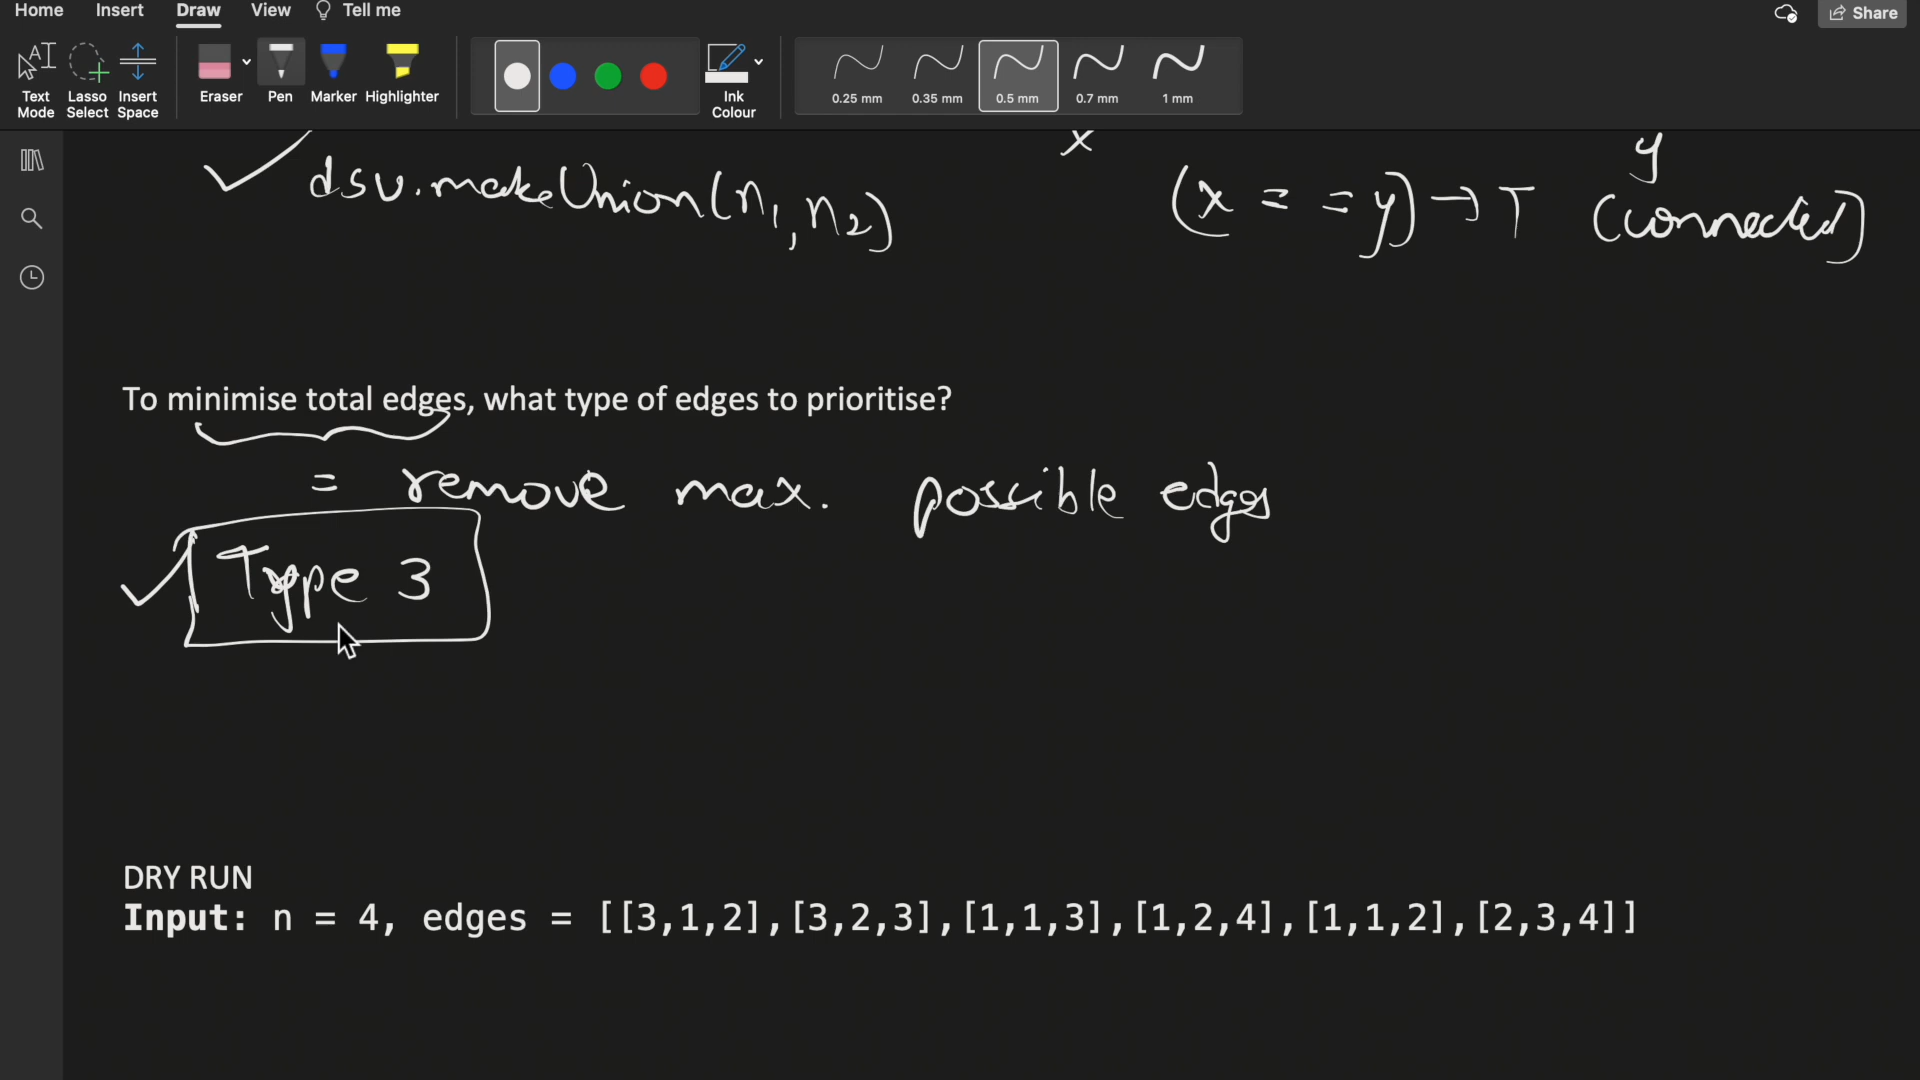 Home Insert Draw View Tell me Share
Text Mode Lasso Select Insert Space Eraser Pen Marker Highlighter Ink Colour 0.25 mm 0.35 mm 0.5 mm 0.7 mm 1 mm
x y
dsu.makeUnion(n1,n2) (x = = y) → T (connected)
To minimise total edges, what type of edges to prioritise?
= remove max. possible edges
Type 3
DRY RUN
Input: n = 4, edges = [[3,1,2],[3,2,3],[1,1,3],[1,2,4],[1,1,2],[2,3,4]]